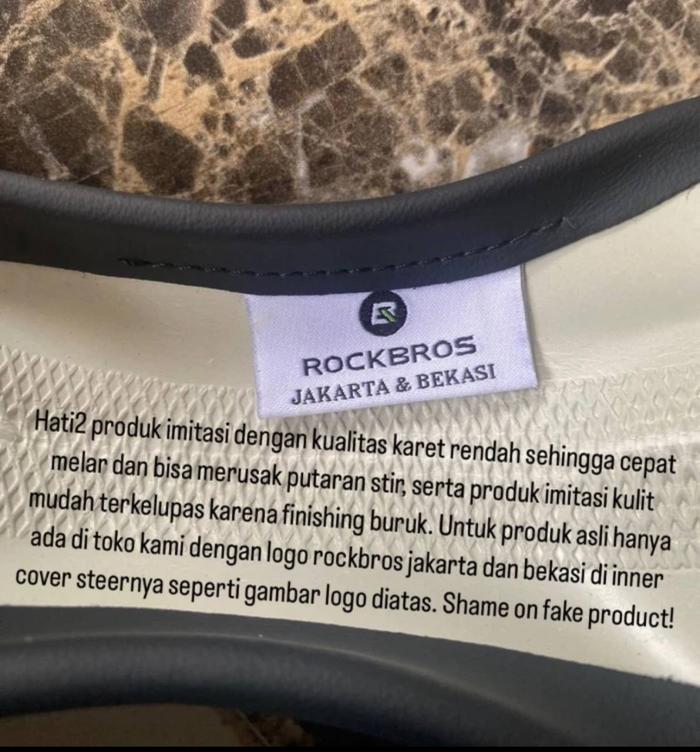 ROCKBROS
JAKARTA & BEKASI
Hati2 produk imitasi dengan kualitas karet rendah sehingga cepat
melar dan bisa merusak putaran stir, serta produk imitasi kulit
mudah terkelupas karena finishing buruk. Untuk produk asli hanya
ada di toko kami dengan logo rockbros jakarta dan bekasi di inner
cover steernya seperti gambar logo diatas. Shame on fake product!